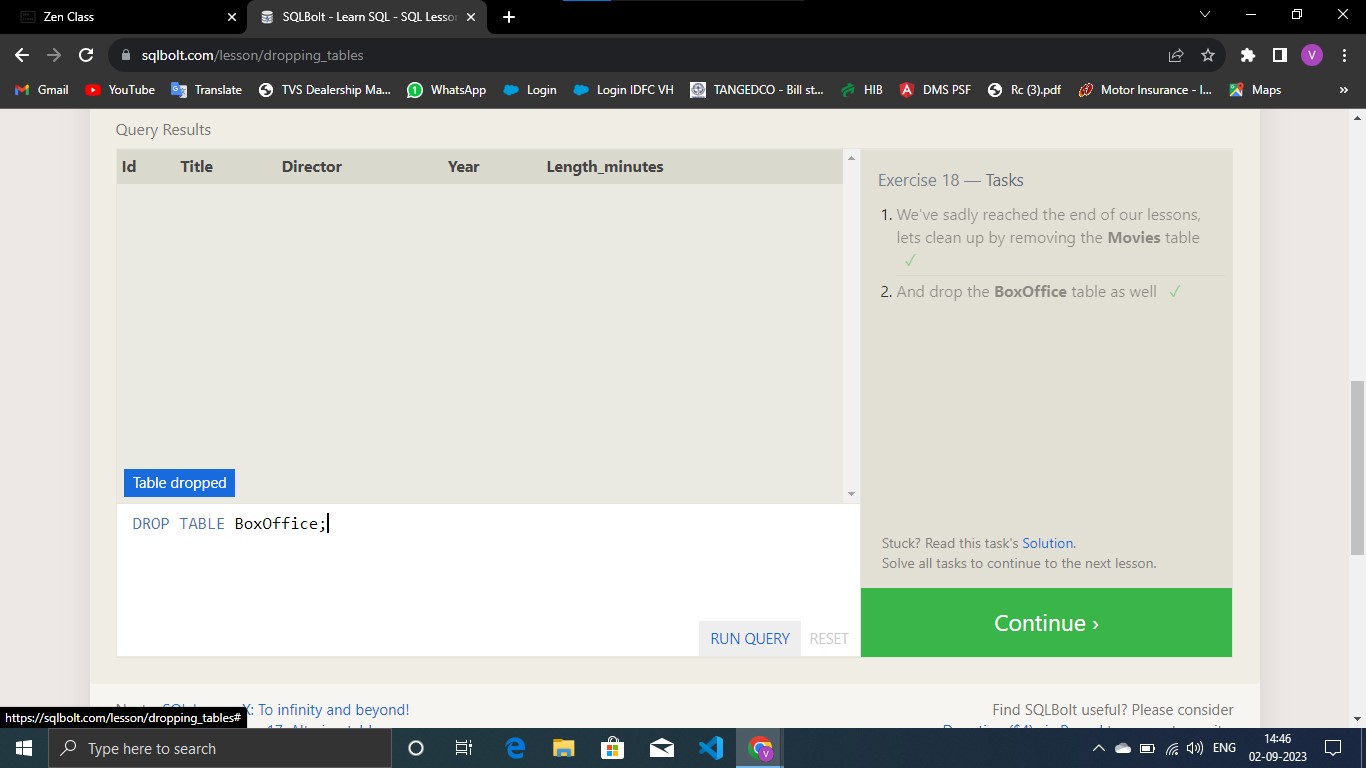 Zen Class
SQLBolt - Learn SQL - SQL Lesson
sqlbolt.com/lesson/dropping_tables
V
Gmail YouTube Translate TVS Dealership Ma... WhatsApp Login Login IDFC VH TANGEDCO - Bill st... HIB DMS PSF Rc (3).pdf Motor Insurance - I... Maps »
Query Results
Id Title Director Year Length_minutes
Table dropped
DROP TABLE BoxOffice;
RUN QUERY RESET
Exercise 18 — Tasks
1. We've sadly reached the end of our lessons,
lets clean up by removing the Movies table
✓
2. And drop the BoxOffice table as well ✓
Stuck? Read this task's Solution.
Solve all tasks to continue to the next lesson.
Continue ›
X: To infinity and beyond!
Find SQLBolt useful? Please consider
https://sqlbolt.com/lesson/dropping_tables#
Type here to search
ENG
14:46
02-09-2023